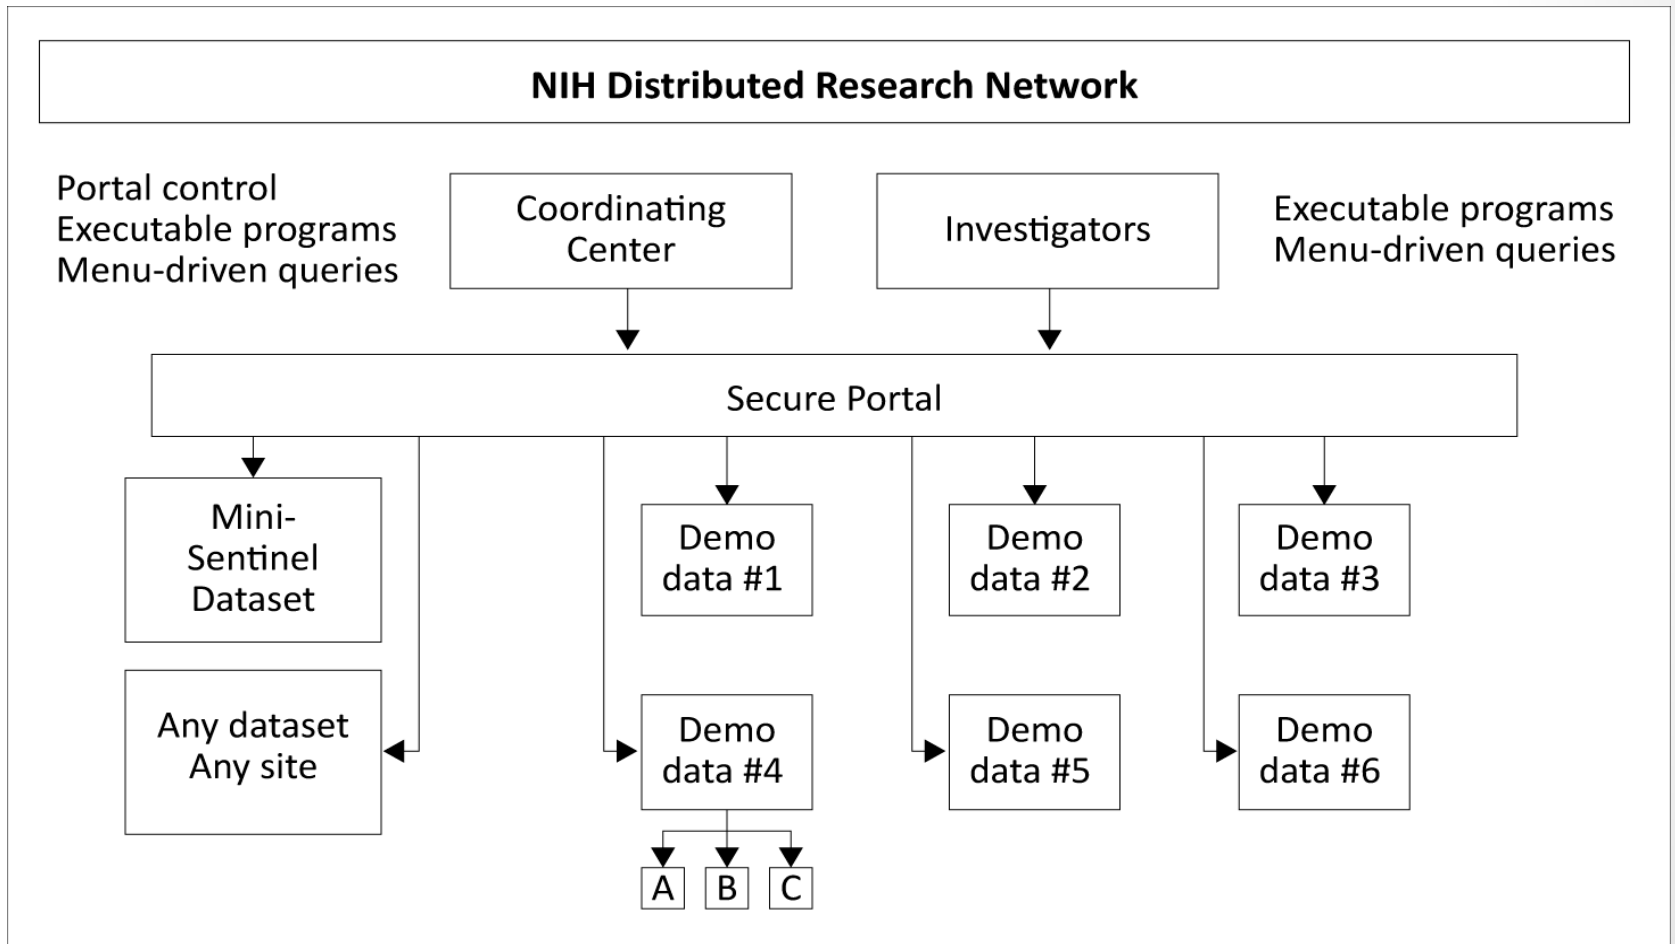 NIH Distributed Research Network
Portal control
Executable programs
Menu-driven queries
Coordinating
Center
Investigators
Executable programs
Menu-driven queries
Secure Portal
Mini-
Sentinel
Dataset
Demo
data #1
Demo
data #2
Demo
data #3
Any dataset
Any site
Demo
data #4
Demo
data #5
Demo
data #6
A
B
C